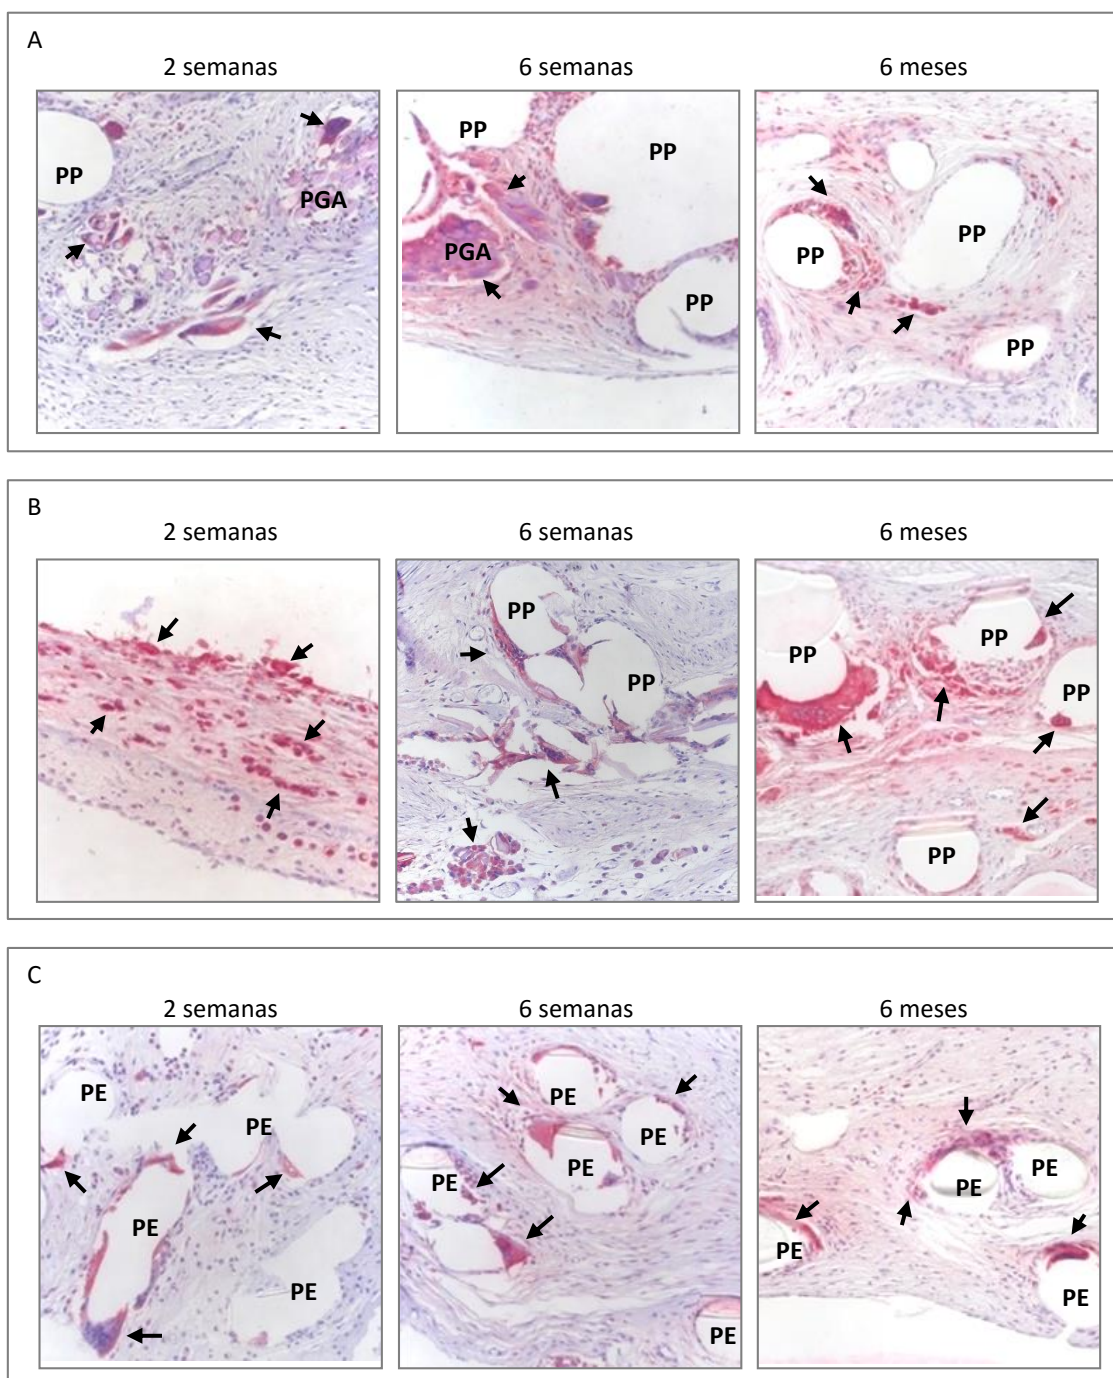 A
2 semanas 6 semanas 6 meses
PP PGA
PP PP PGA PP
PP PP PP
B
2 semanas 6 semanas 6 meses
PP PP
PP PP PP PP
C
2 semanas 6 semanas 6 meses
PE PE PE PE
PE PE PE PE PE
PE PE PE PE